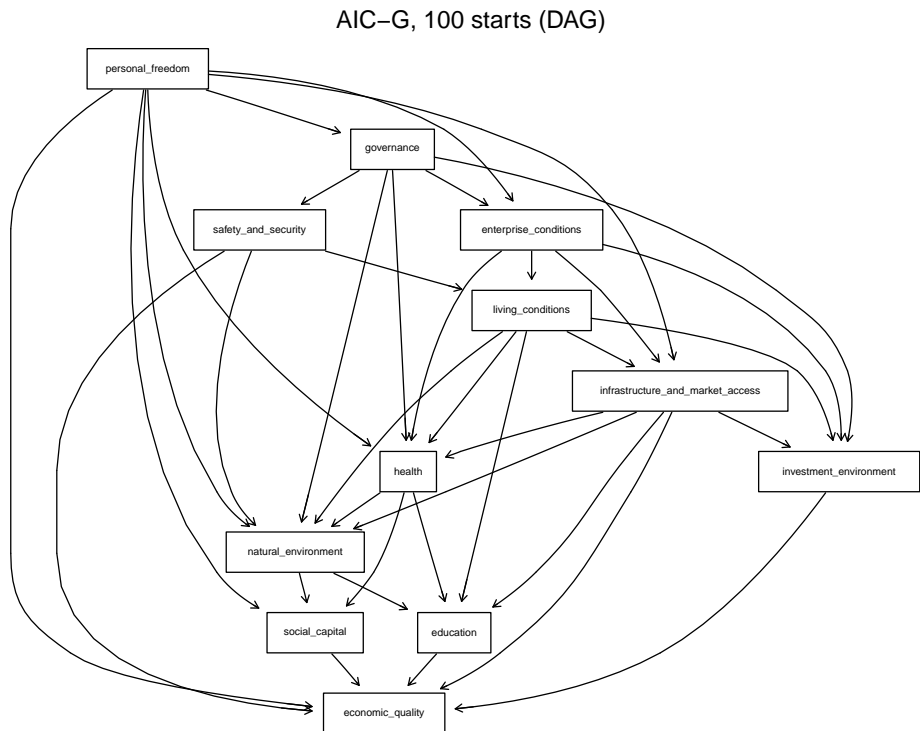 AIC−G, 100 starts (DAG)
personal_freedom
governance
safety_and_security
enterprise_conditions
living_conditions
infrastructure_and_market_access
health
investment_environment
natural_environment
social_capital
education
economic_quality